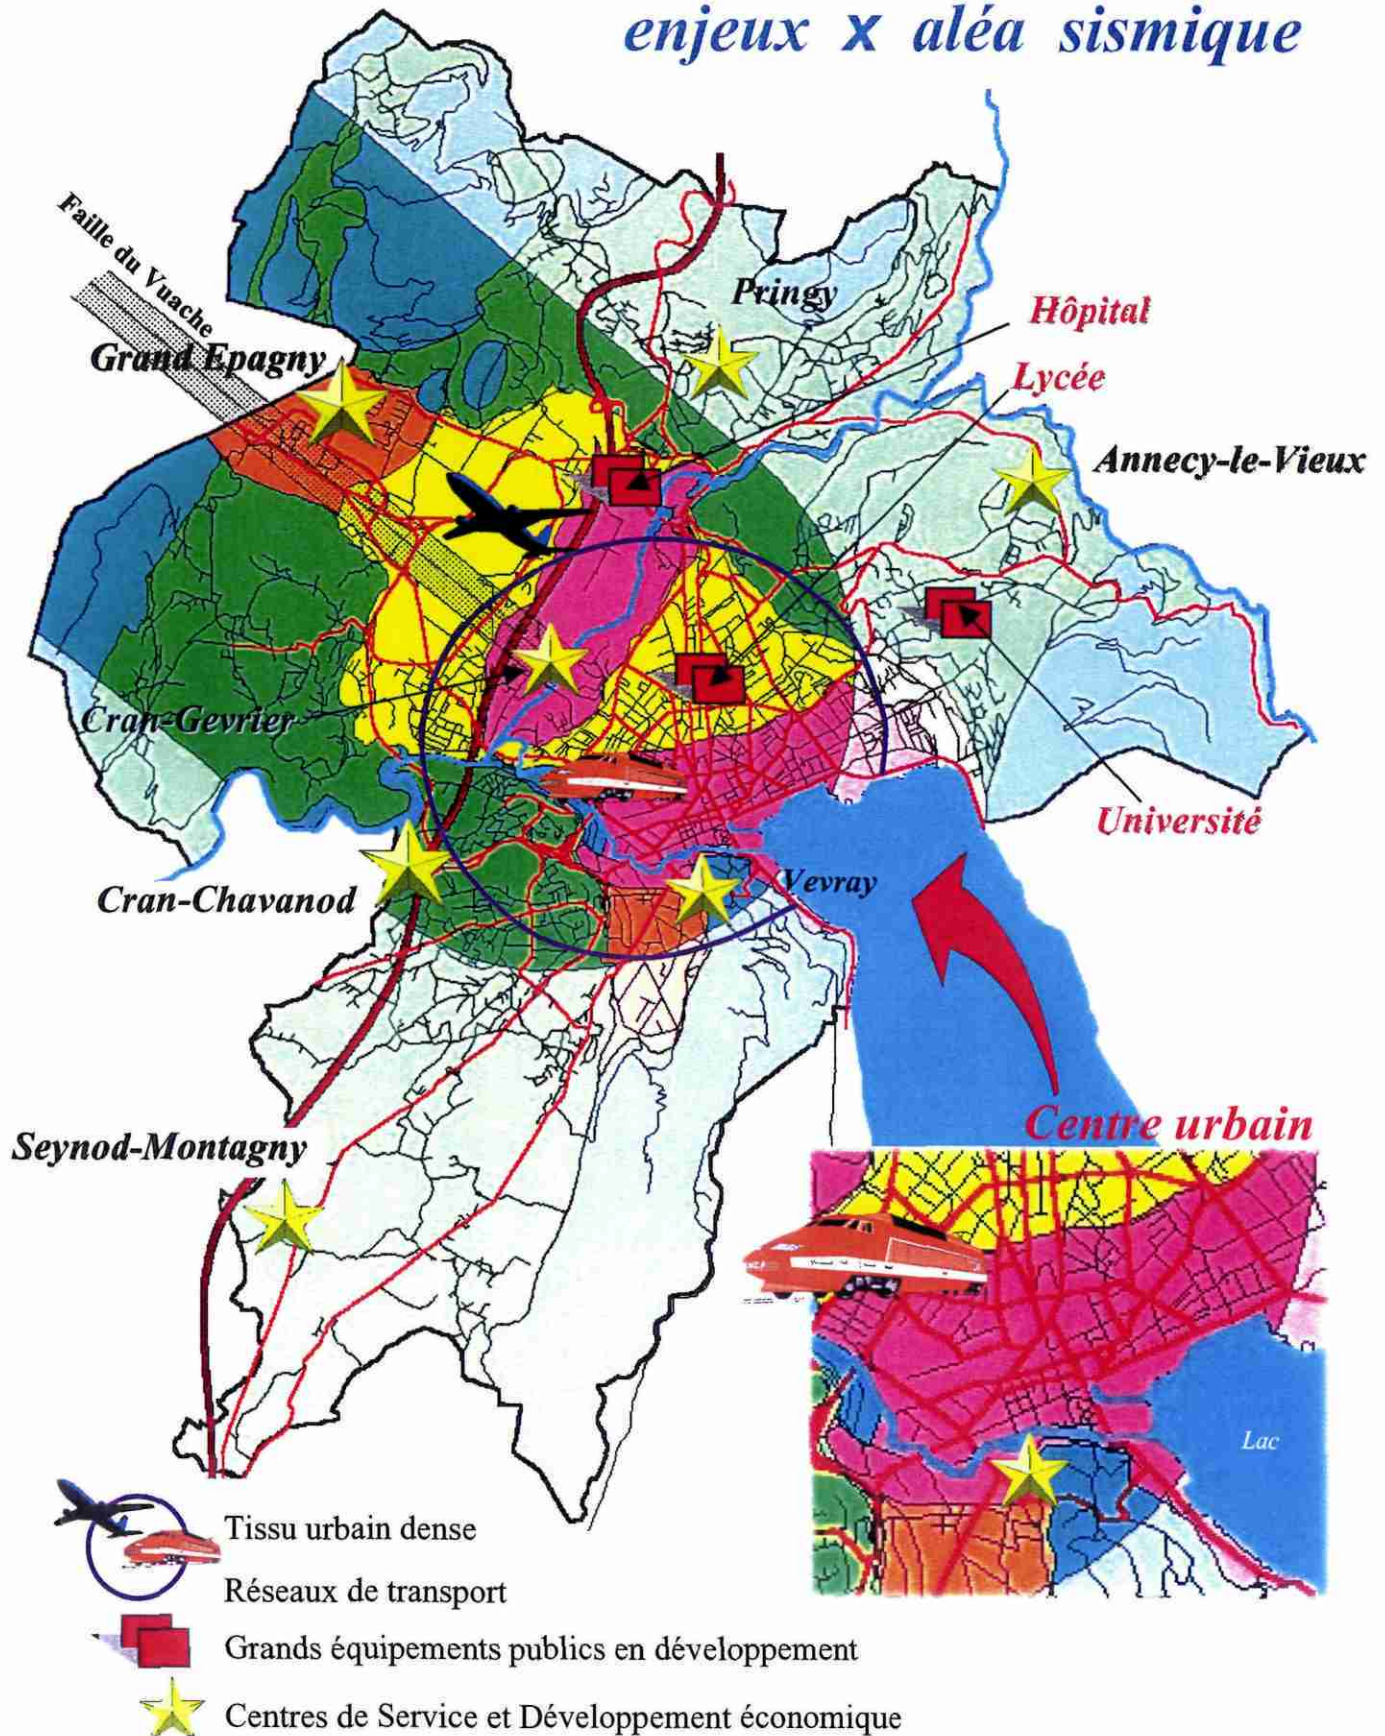 enjeux x aléa sismique
Faille du Vuache
Pringy
Hôpital
Grand Epagny
Lycée
Annecy-le-Vieux
Cran-Gevrier
Université
Cran-Chavanod
Vevray
Centre urbain
Seynod-Montagny
Lac
Tissu urbain dense
Réseaux de transport
Grands équipements publics en développement
Centres de Service et Développement économique